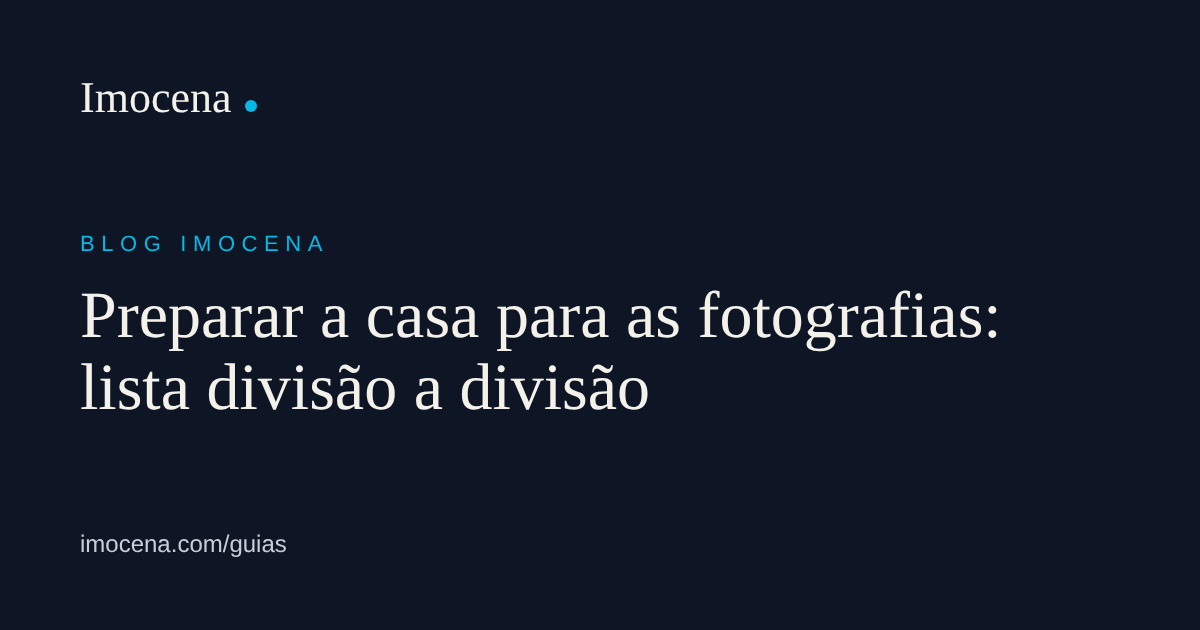 Imocena
BLOG IMOCENA
Preparar a casa para as fotografias:
lista divisão a divisão
imocena.com/guias